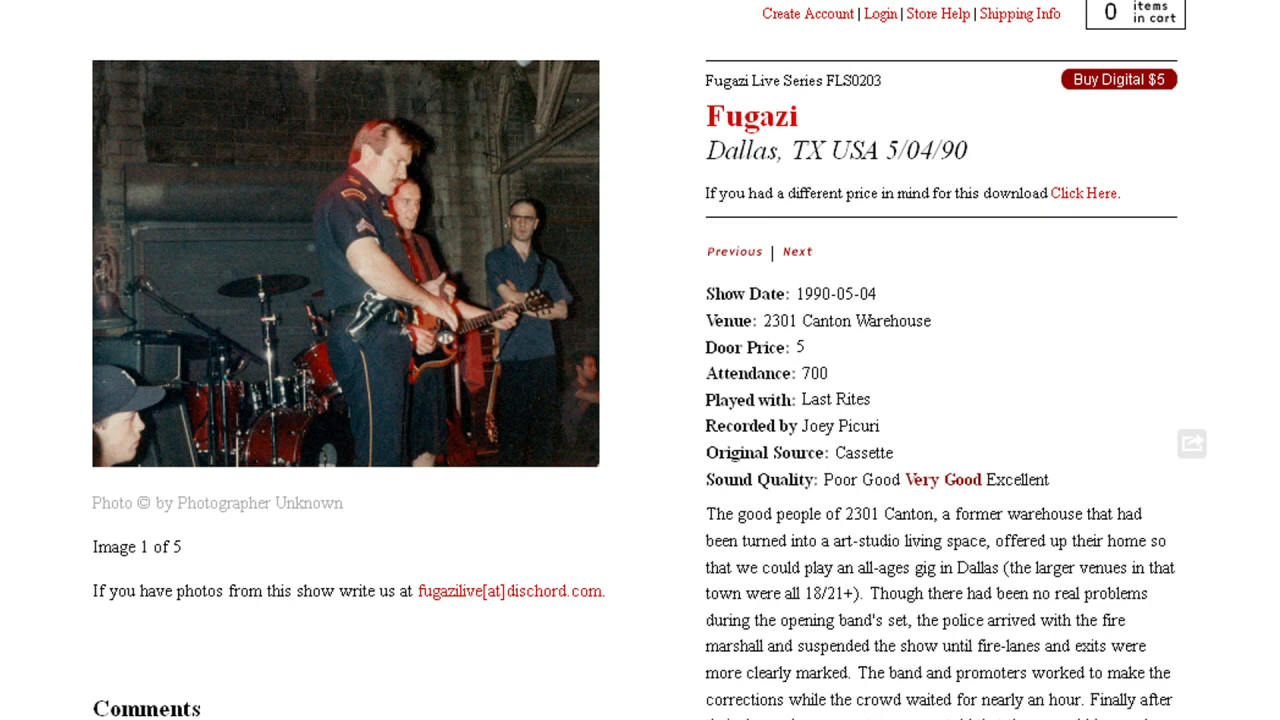 Create Account | Login | Store Help | Shipping Info
0 items in cart
Fugazi Live Series FLS0203
Buy Digital $5
Fugazi
Dallas, TX USA 5/04/90
If you had a different price in mind for this download Click Here.
Previous | Next
Show Date: 1990-05-04
Venue: 2301 Canton Warehouse
Door Price: 5
Attendance: 700
Played with: Last Rites
Recorded by Joey Picuri
Original Source: Cassette
Sound Quality: Poor Good Very Good Excellent
The good people of 2301 Canton, a former warehouse that had
been turned into a art-studio living space, offered up their home so
that we could play an all-ages gig in Dallas (the larger venues in that
town were all 18/21+). Though there had been no real problems
during the opening band's set, the police arrived with the fire
marshall and suspended the show until fire-lanes and exits were
more clearly marked. The band and promoters worked to make the
corrections while the crowd waited for nearly an hour. Finally after
Photo © by Photographer Unknown
Image 1 of 5
If you have photos from this show write us at fugazilive[at]dischord.com.
Comments